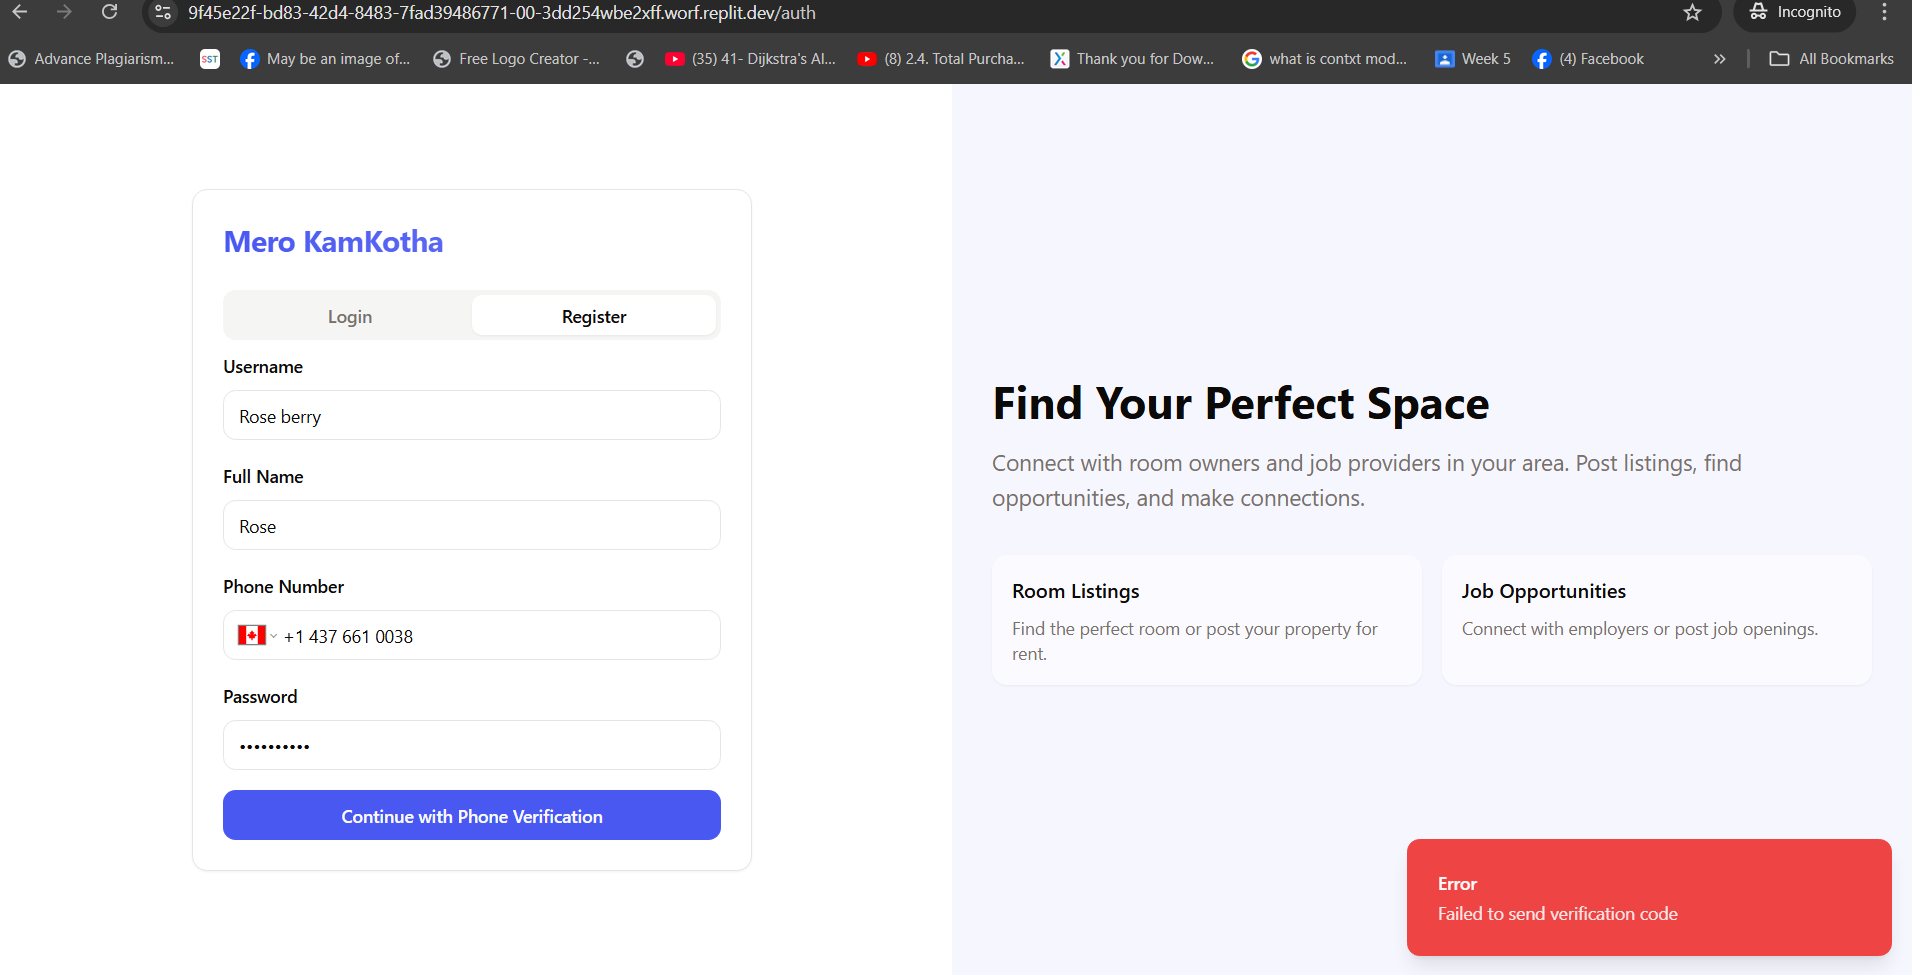 9f45e22f-bd83-42d4-8483-7fad39486771-00-3dd254wbe2xff.worf.replit.dev/auth
Incognito
Advance Plagiarism...
SST
May be an image of...
Free Logo Creator -...
(35) 41- Dijkstra's Al...
(8) 2.4. Total Purcha...
Thank you for Dow...
what is contxt mod...
Week 5
(4) Facebook
All Bookmarks
Mero KamKotha
Login
Register
Username
Rose berry
Full Name
Rose
Phone Number
+1 437 661 0038
Password
Continue with Phone Verification
Find Your Perfect Space
Connect with room owners and job providers in your area. Post listings, find
opportunities, and make connections.
Room Listings
Find the perfect room or post your property for
rent.
Job Opportunities
Connect with employers or post job openings.
Error
Failed to send verification code